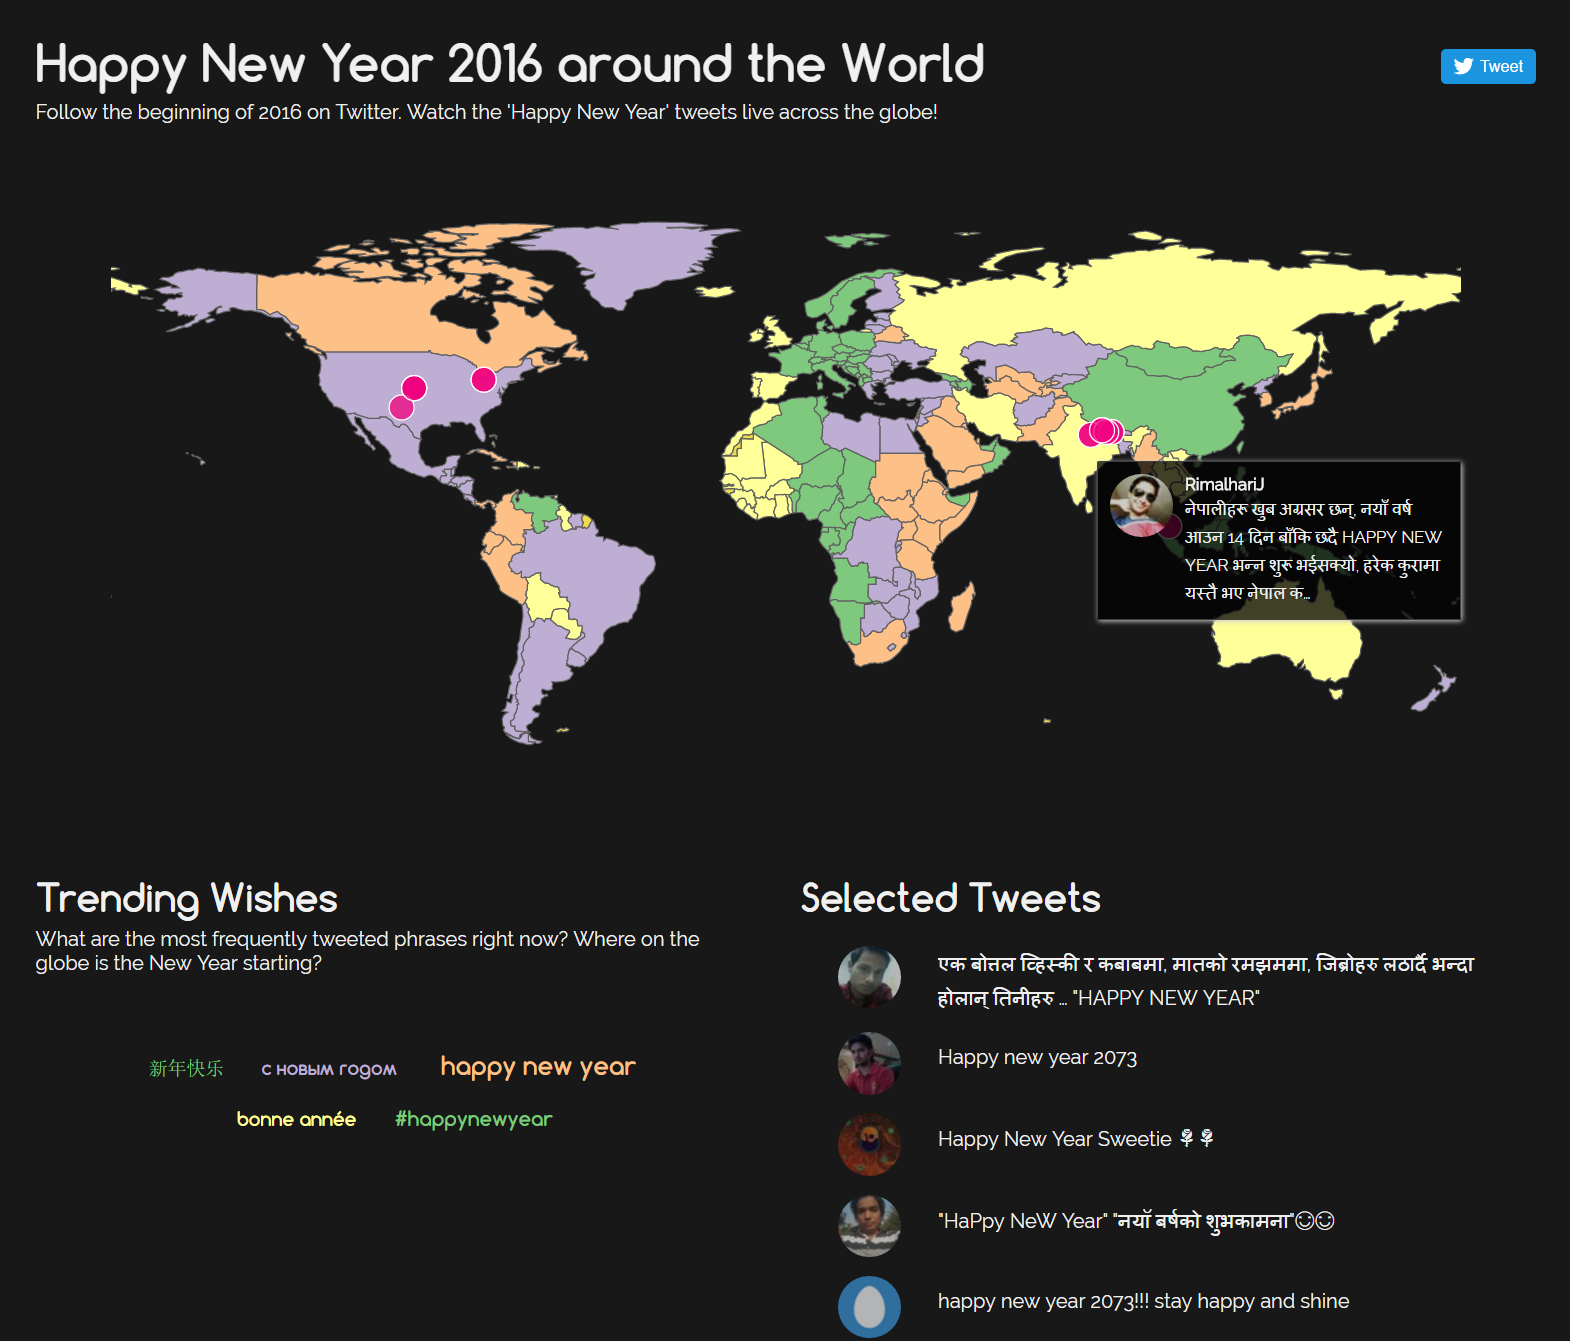 Happy New Year 2016 around the World
Tweet
Follow the beginning of 2016 on Twitter. Watch the 'Happy New Year' tweets live across the globe!
RimalhariJ
नेपालीहरू खुब अग्रसर छन्, नयाँ वर्ष
आउन 14 दिन बाँकि छदै HAPPY NEW
YEAR भन्न शुरू भईसक्यो, हरेक कुरामा
यस्तै भए नेपाल क...
Trending Wishes
What are the most frequently tweeted phrases right now? Where on the
globe is the New Year starting?
新年快乐
с новым годом
happy new year
bonne année
#happynewyear
Selected Tweets
एक बोत्तल व्हिस्की र कबाबमा, मातको रमझममा, जिब्रोहरु लठार्दै भन्दा
होलान् तिनीहरु ... "HAPPY NEW YEAR"
Happy new year 2073
Happy New Year Sweetie 🌹🌹
"HaPpy NeW Year" "नयाँ बर्षको शुभकामना"😊😊
happy new year 2073!!! stay happy and shine